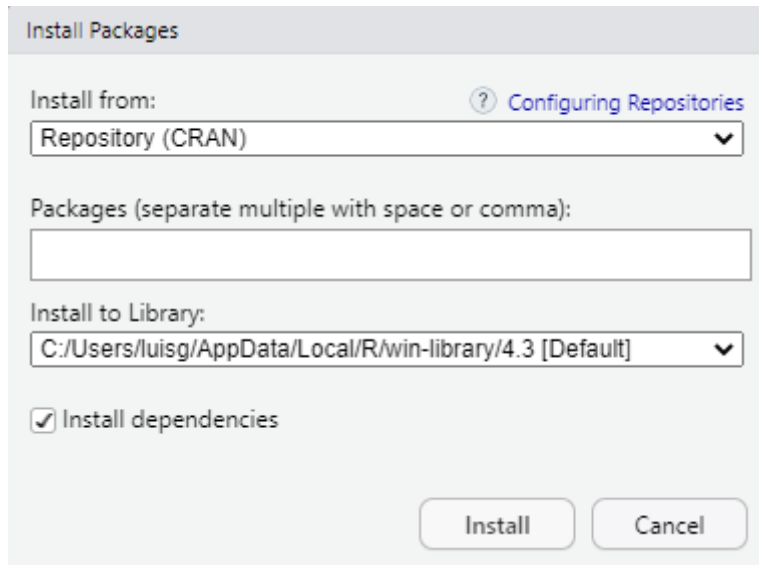 Install Packages
Install from:
? Configuring Repositories
Repository (CRAN)
Packages (separate multiple with space or comma):
Install to Library:
C:/Users/luisg/AppData/Local/R/win-library/4.3 [Default]
Install dependencies
Install
Cancel